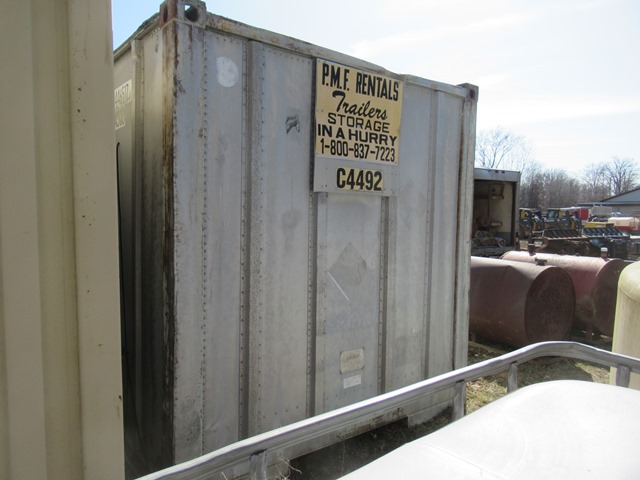 P.M.F. RENTALS
Trailers
STORAGE
IN A HURRY
1-800-837-7223
C4492